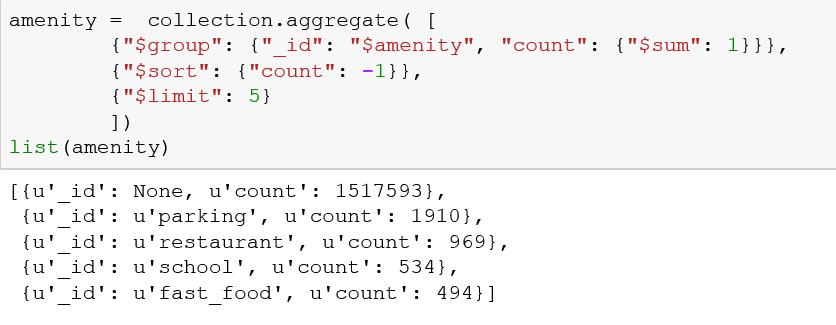 amenity =  collection.aggregate( [
        {"$group": {"_id": "$amenity", "count": {"$sum": 1}}},
        {"$sort": {"count": -1}},
        {"$limit": 5}
        ])
list(amenity)
[{u'_id': None, u'count': 1517593},
 {u'_id': u'parking', u'count': 1910},
 {u'_id': u'restaurant', u'count': 969},
 {u'_id': u'school', u'count': 534},
 {u'_id': u'fast_food', u'count': 494}]